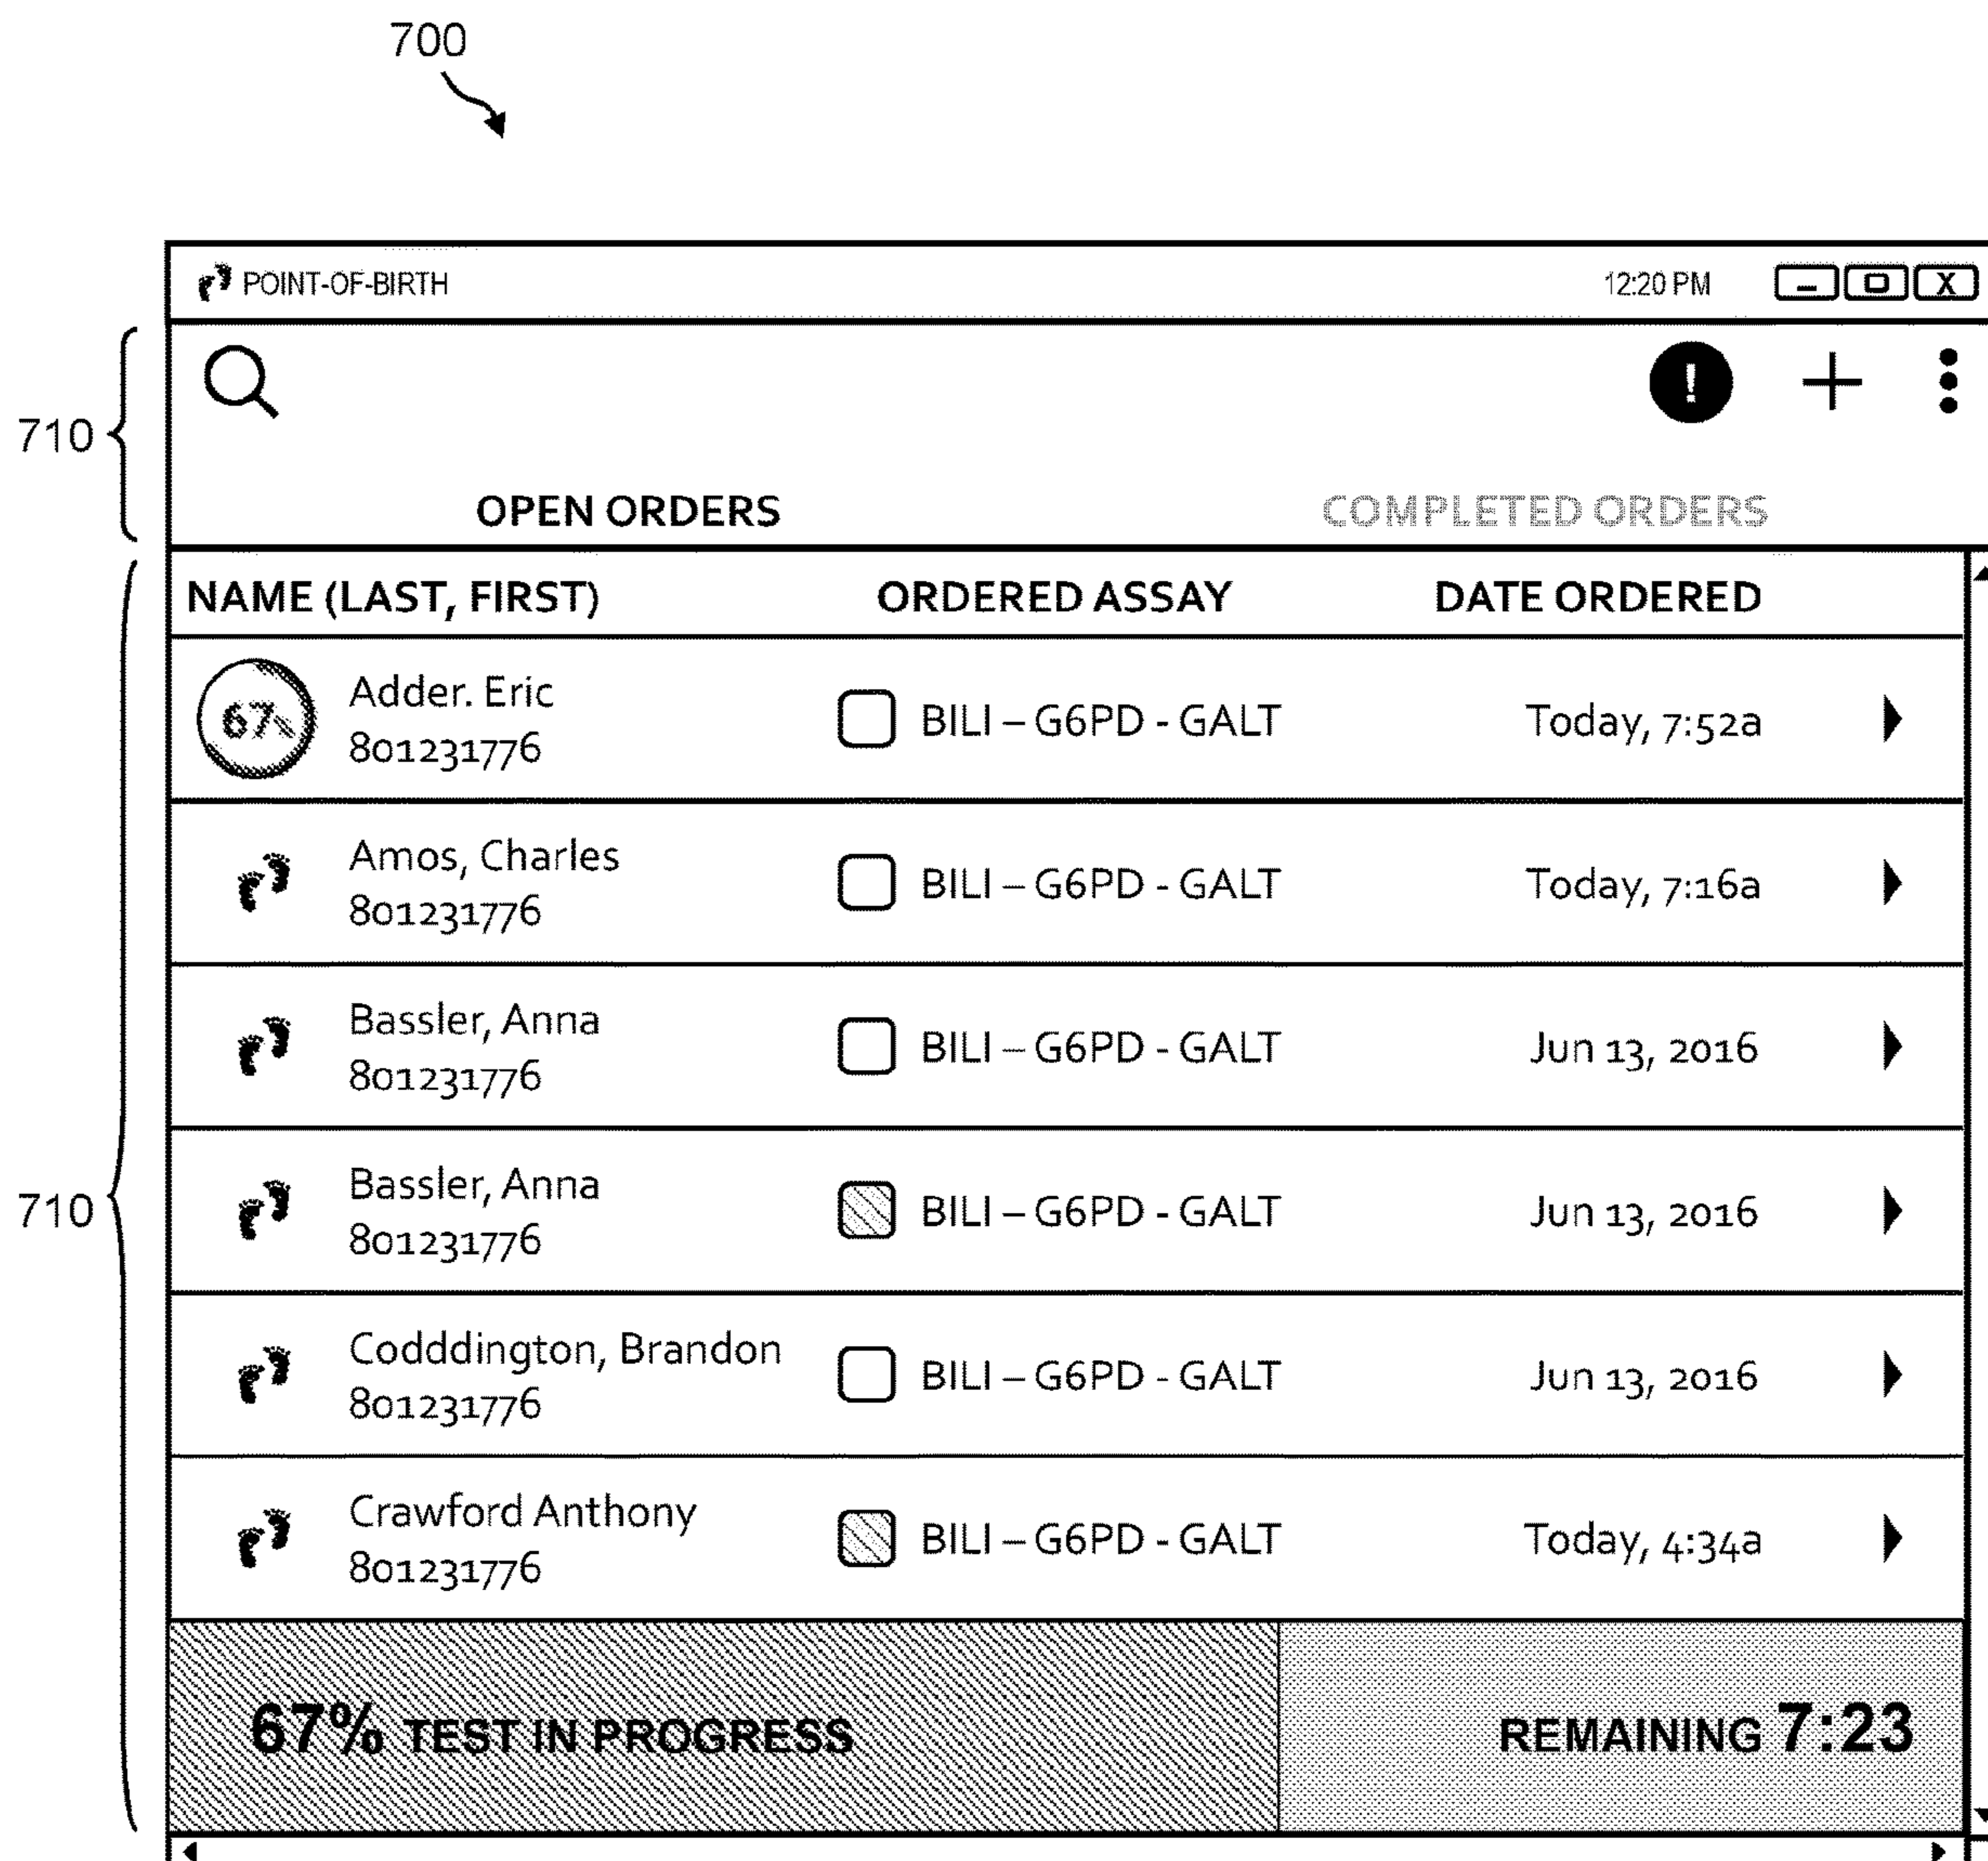 700
POINT-OF-BIRTH 12:20 PM X
710
!
OPEN ORDERS COMPLETED ORDERS
NAME (LAST, FIRST) ORDERED ASSAY DATE ORDERED
67%
Adder. Eric
801231776
BILI – G6PD - GALT
Today, 7:52a
Amos, Charles
801231776
BILI – G6PD - GALT
Today, 7:16a
Bassler, Anna
801231776
BILI – G6PD - GALT
Jun 13, 2016
710
Bassler, Anna
801231776
BILI – G6PD - GALT
Jun 13, 2016
Codddington, Brandon
801231776
BILI – G6PD - GALT
Jun 13, 2016
Crawford Anthony
801231776
BILI – G6PD - GALT
Today, 4:34a
67% TEST IN PROGRESS REMAINING 7:23